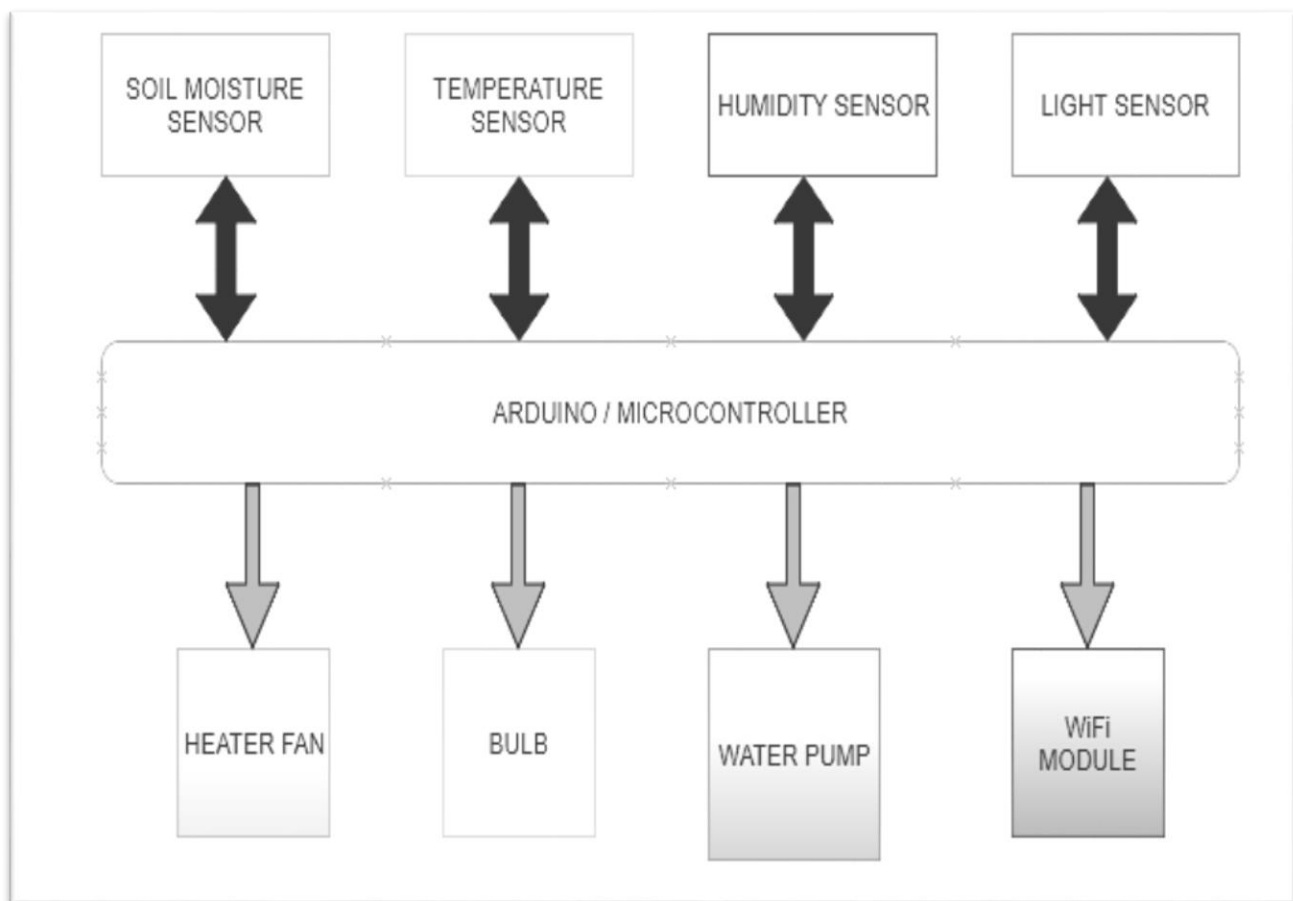 SOIL MOISTURE
SENSOR
TEMPERATURE
SENSOR
HUMIDITY SENSOR
LIGHT SENSOR
ARDUINO / MICROCONTROLLER
HEATER FAN
BULB
WATER PUMP
WiFi
MODULE